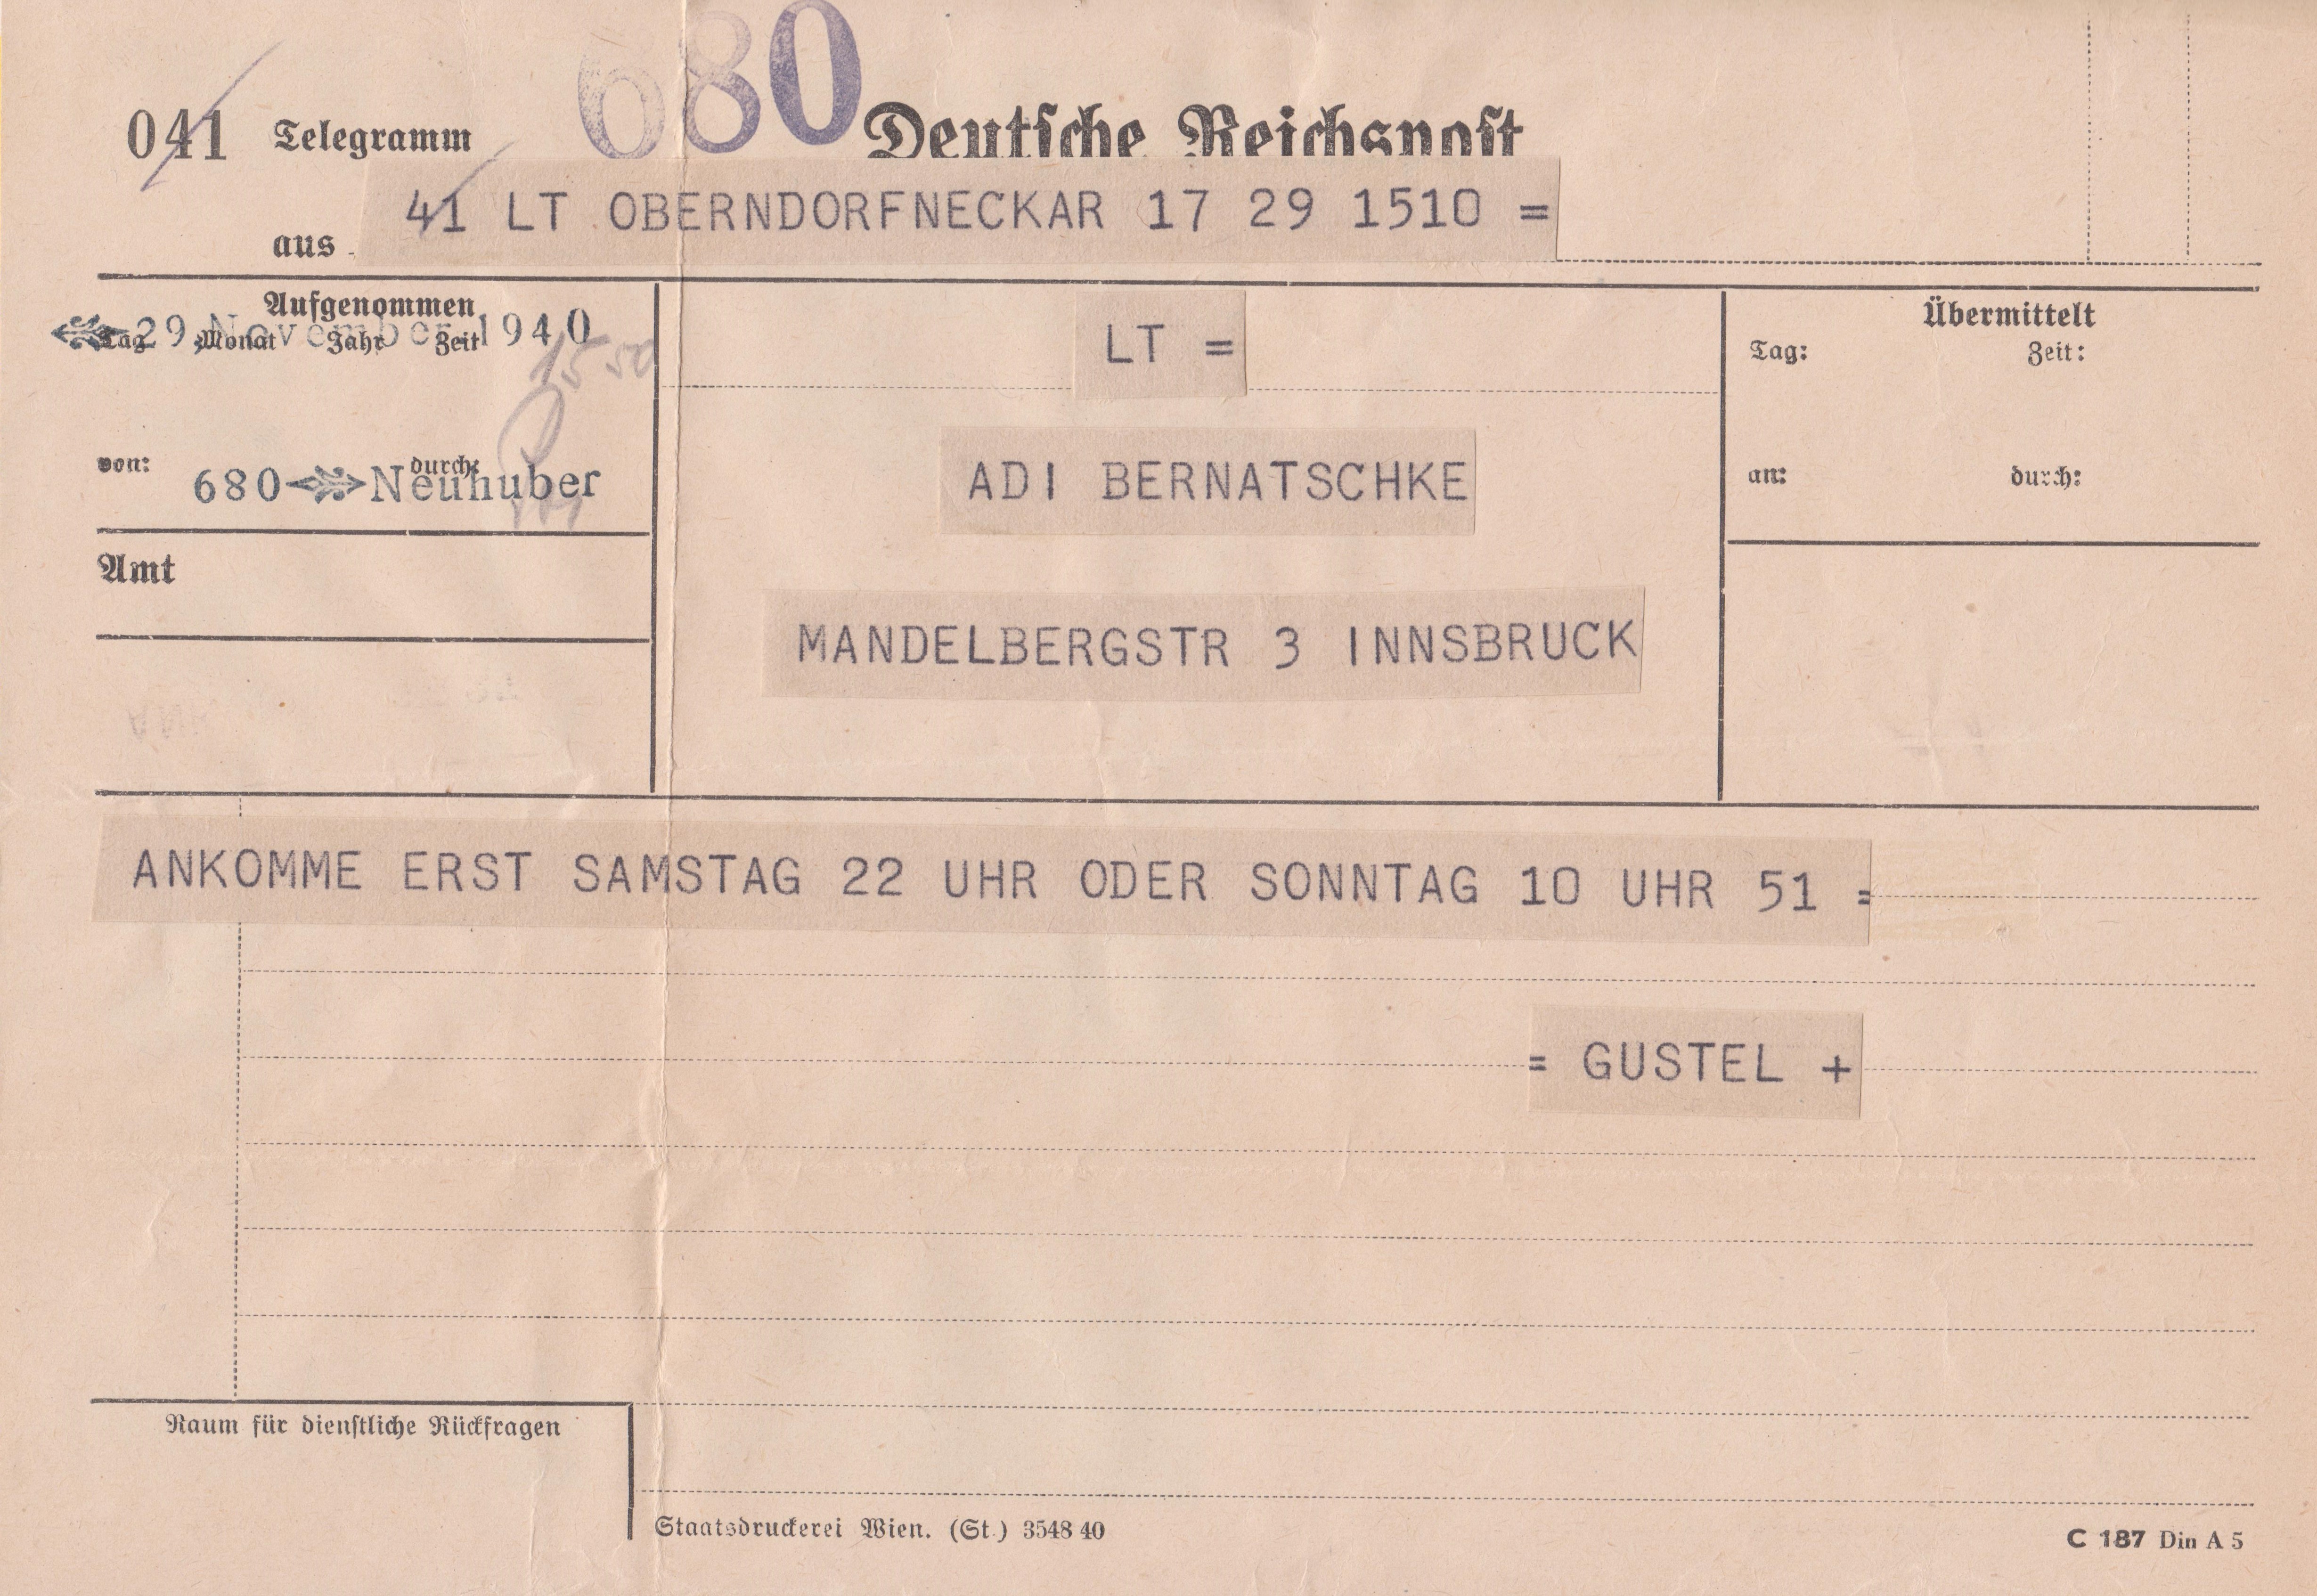 680
041 Telegramm Deutsche Reichspost
aus 41 LT OBERNDORFNECKAR 17 29 1510 =
Aufgenommen
Tag Monat Jahr Zeit
29. November 1940
15 50
von: durch:
680 Neuhuber
Amt
LT =
ADI BERNATSCHKE
MANDELBERGSTR 3 INNSBRUCK
Übermittelt
Tag: Zeit:
an: durch:
ANKOMME ERST SAMSTAG 22 UHR ODER SONNTAG 10 UHR 51 =
= GUSTEL +
Raum für dienstliche Rückfragen
Staatsdruckerei Wien. (St.) 3548 40
C 187 Din A 5